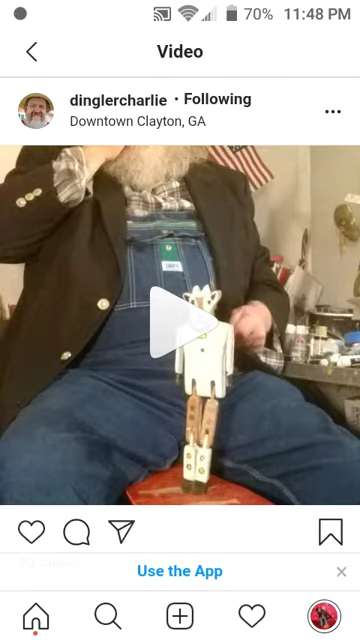 70% 11:48 PM
Video
dinglercharlie • Following
Downtown Clayton, GA
Use the App